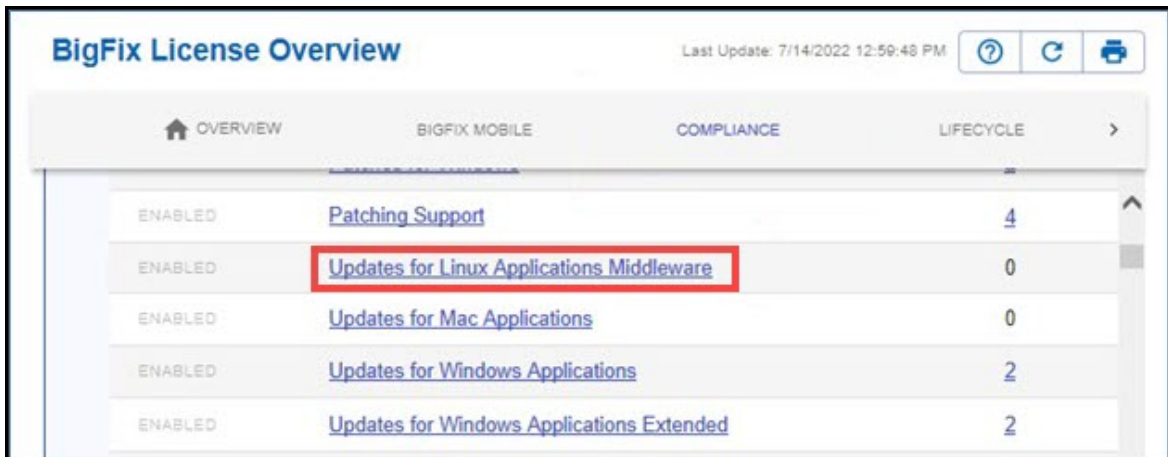 BigFix License Overview
Last Update: 7/14/2022 12:59:48 PM
OVERVIEW BIGFIX MOBILE COMPLIANCE LIFECYCLE >
ENABLED Patching Support 4
ENABLED Updates for Linux Applications Middleware 0
ENABLED Updates for Mac Applications 0
ENABLED Updates for Windows Applications 2
ENABLED Updates for Windows Applications Extended 2